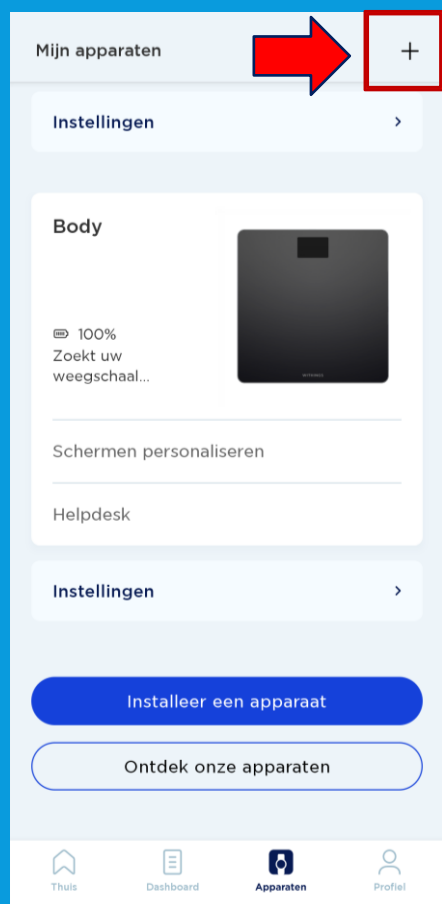 Mijn apparaten
+
Instellingen
Body
100%
Zoekt uw
weegschaal...
WITHINGS
Schermen personaliseren
Helpdesk
Instellingen
Installeer een apparaat
Ontdek onze apparaten
Thuis
Dashboard
Apparaten
Profiel